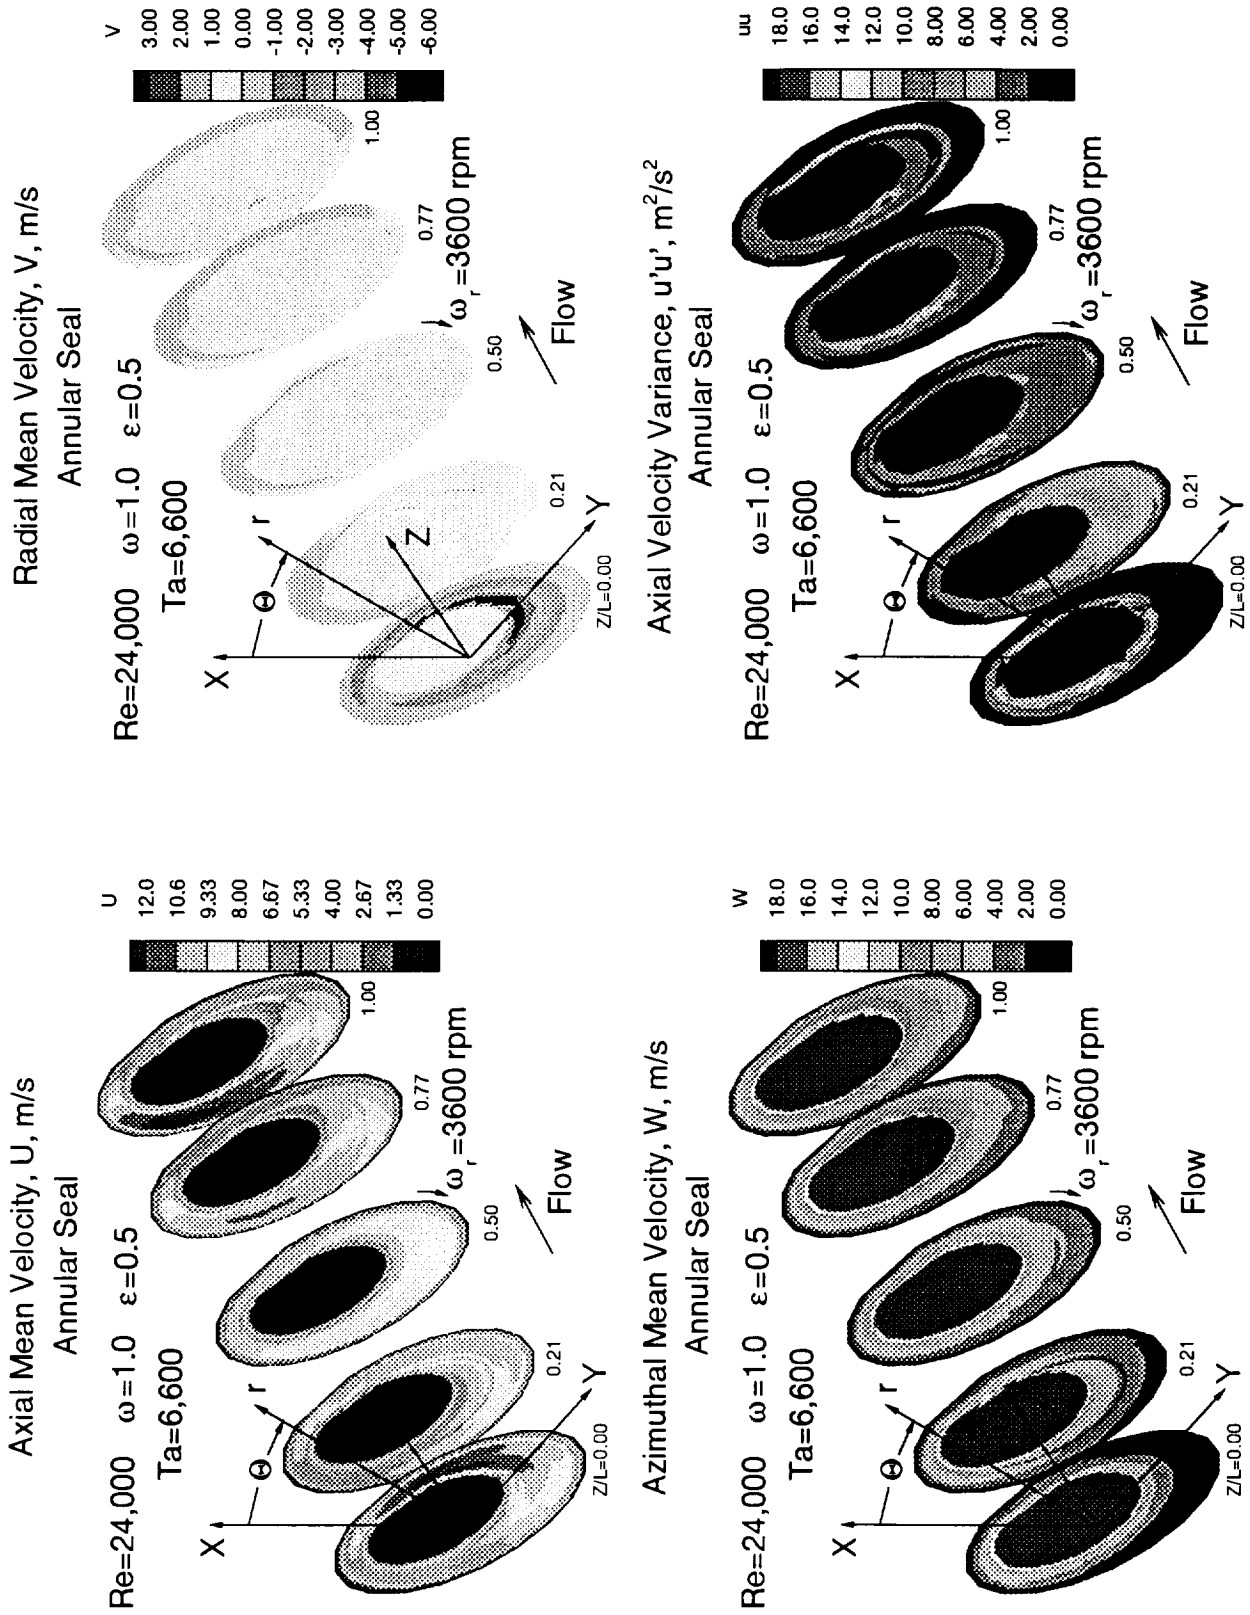 Axial Mean Velocity, U, m/s
Annular Seal
Re=24,000 ω=1.0 ε=0.5
Ta=6,600
U
12.0
10.6
9.33
8.00
6.67
5.33
4.00
2.67
1.33
0.00
X
Θ
r
Y
Z/L=0.00
0.21
0.50
0.77
1.00
ωr =3600 rpm
Flow
Radial Mean Velocity, V, m/s
Annular Seal
Re=24,000 ω=1.0 ε=0.5
Ta=6,600
V
3.00
2.00
1.00
0.00
-1.00
-2.00
-3.00
-4.00
-5.00
-6.00
X
Θ
r
Z
Y
Z/L=0.00
0.21
0.50
0.77
1.00
ωr =3600 rpm
Flow
Azimuthal Mean Velocity, W, m/s
Annular Seal
Re=24,000 ω=1.0 ε=0.5
Ta=6,600
W
18.0
16.0
14.0
12.0
10.0
8.00
6.00
4.00
2.00
0.00
X
Θ
r
Y
Z/L=0.00
0.21
0.50
0.77
1.00
ωr =3600 rpm
Flow
Axial Velocity Variance, u'u', m²/s²
Annular Seal
Re=24,000 ω=1.0 ε=0.5
Ta=6,600
uu
18.0
16.0
14.0
12.0
10.0
8.00
6.00
4.00
2.00
0.00
X
Θ
r
Y
Z/L=0.00
0.21
0.50
0.77
1.00
ωr =3600 rpm
Flow